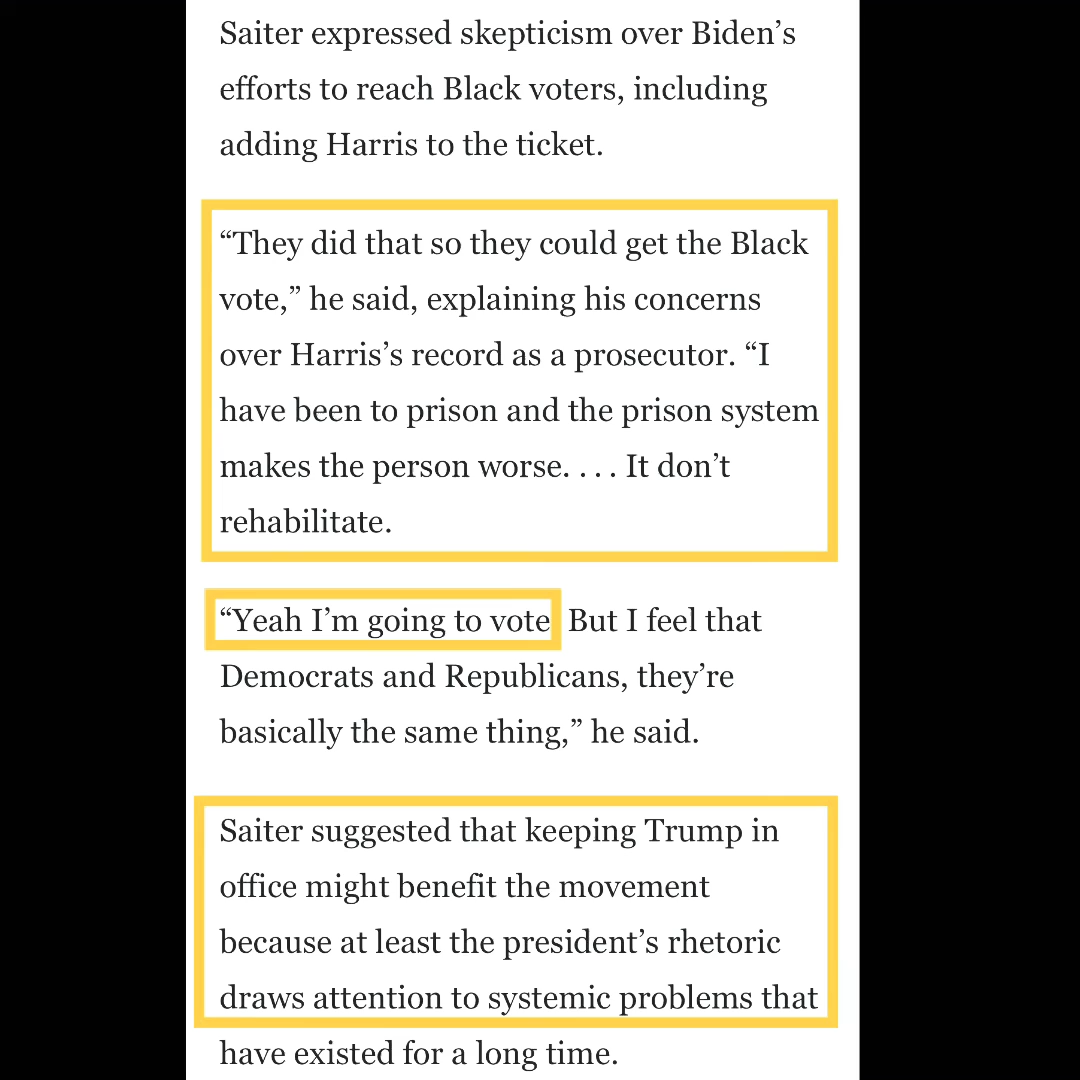 Saiter expressed skepticism over Biden’s
efforts to reach Black voters, including
adding Harris to the ticket.
“They did that so they could get the Black
vote,” he said, explaining his concerns
over Harris’s record as a prosecutor. “I
have been to prison and the prison system
makes the person worse. . . . It don’t
rehabilitate.
“Yeah I’m going to vote But I feel that
Democrats and Republicans, they’re
basically the same thing,” he said.
Saiter suggested that keeping Trump in
office might benefit the movement
because at least the president’s rhetoric
draws attention to systemic problems that
have existed for a long time.